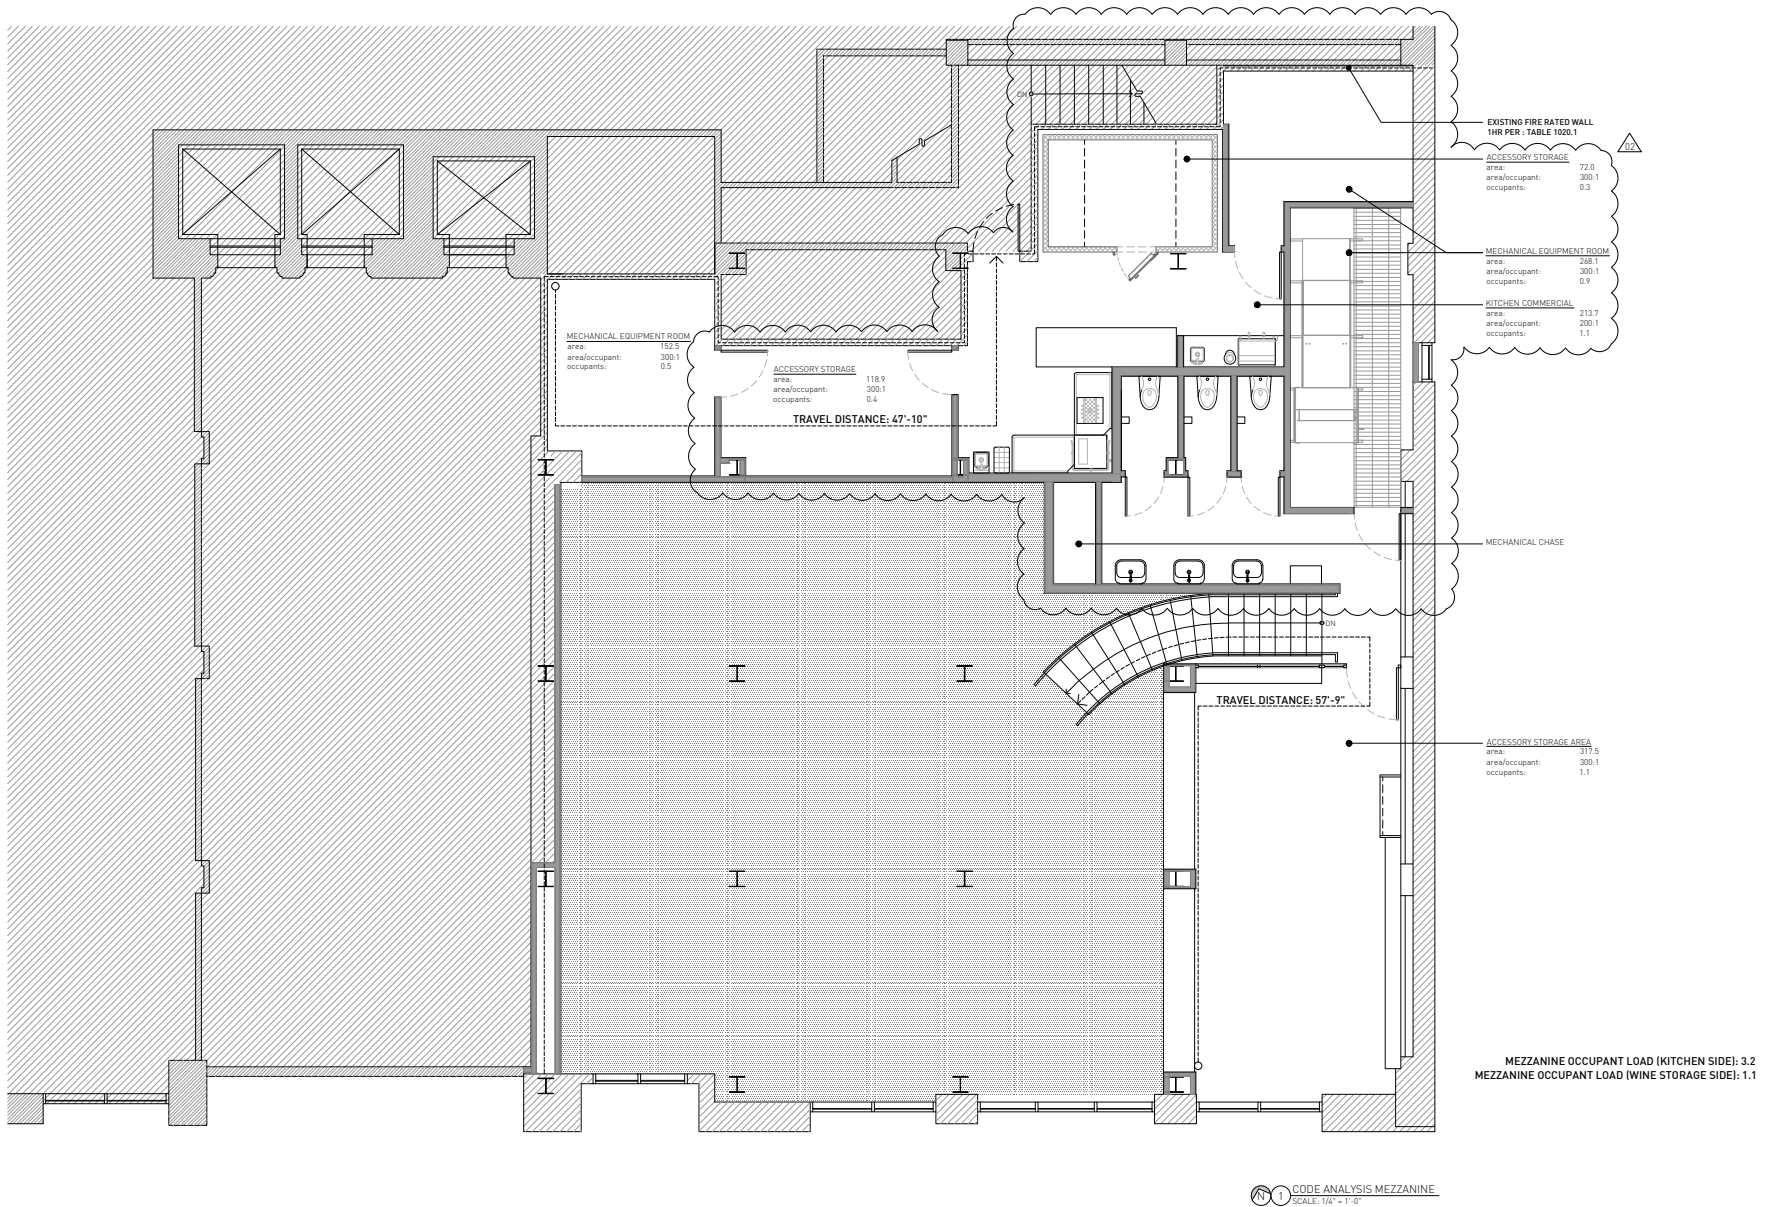 DN
EXISTING FIRE RATED WALL
1HR PER : TABLE 1020.1
02
ACCESSORY STORAGE
area: 72.0
area/occupant: 300:1
occupants: 0.3
MECHANICAL EQUIPMENT ROOM
area: 268.1
area/occupant: 300:1
occupants: 0.9
KITCHEN COMMERCIAL
area: 213.7
area/occupant: 200:1
occupants: 1.1
MECHANICAL EQUIPMENT ROOM
area: 152.5
area/occupant: 300:1
occupants: 0.5
ACCESSORY STORAGE
area: 118.9
area/occupant: 300:1
occupants: 0.4
TRAVEL DISTANCE: 47'-10"
MECHANICAL CHASE
DN
TRAVEL DISTANCE: 57'-9"
ACCESSORY STORAGE AREA
area: 317.5
area/occupant: 300:1
occupants: 1.1
MEZZANINE OCCUPANT LOAD (KITCHEN SIDE): 3.2
MEZZANINE OCCUPANT LOAD (WINE STORAGE SIDE): 1.1
N 1 CODE ANALYSIS MEZZANINE
SCALE: 1/4" = 1'-0"